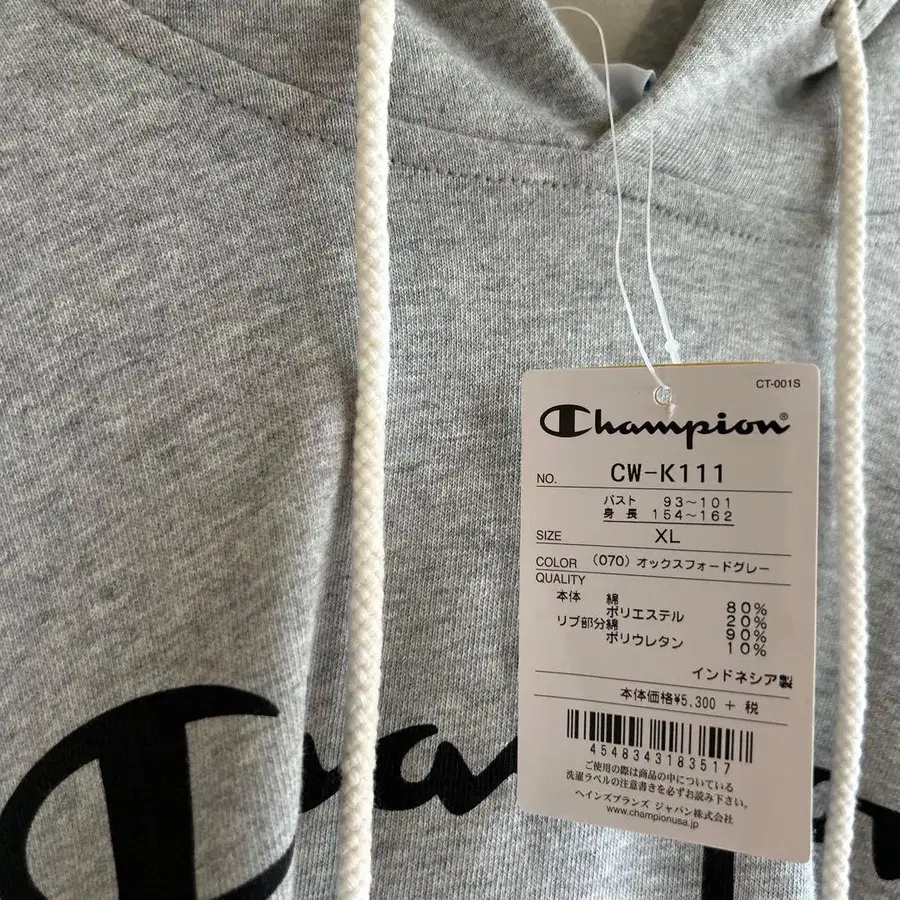 CT-001S
Champion®
NO. CW-K111
バスト 93~101
身長 154~162
SIZE XL
COLOR (070) オックスフォードグレー
QUALITY
本体 綿 80%
ポリエステル 20%
リブ部分綿 90%
ポリウレタン 10%
インドネシア製
本体価格¥5,300 + 税
4548343183517
ご使用の際は商品の中についている
洗濯ラベルの注意書きを必ずお読み下さい。
ヘインズブランズ ジャパン株式会社
www.championusa.jp